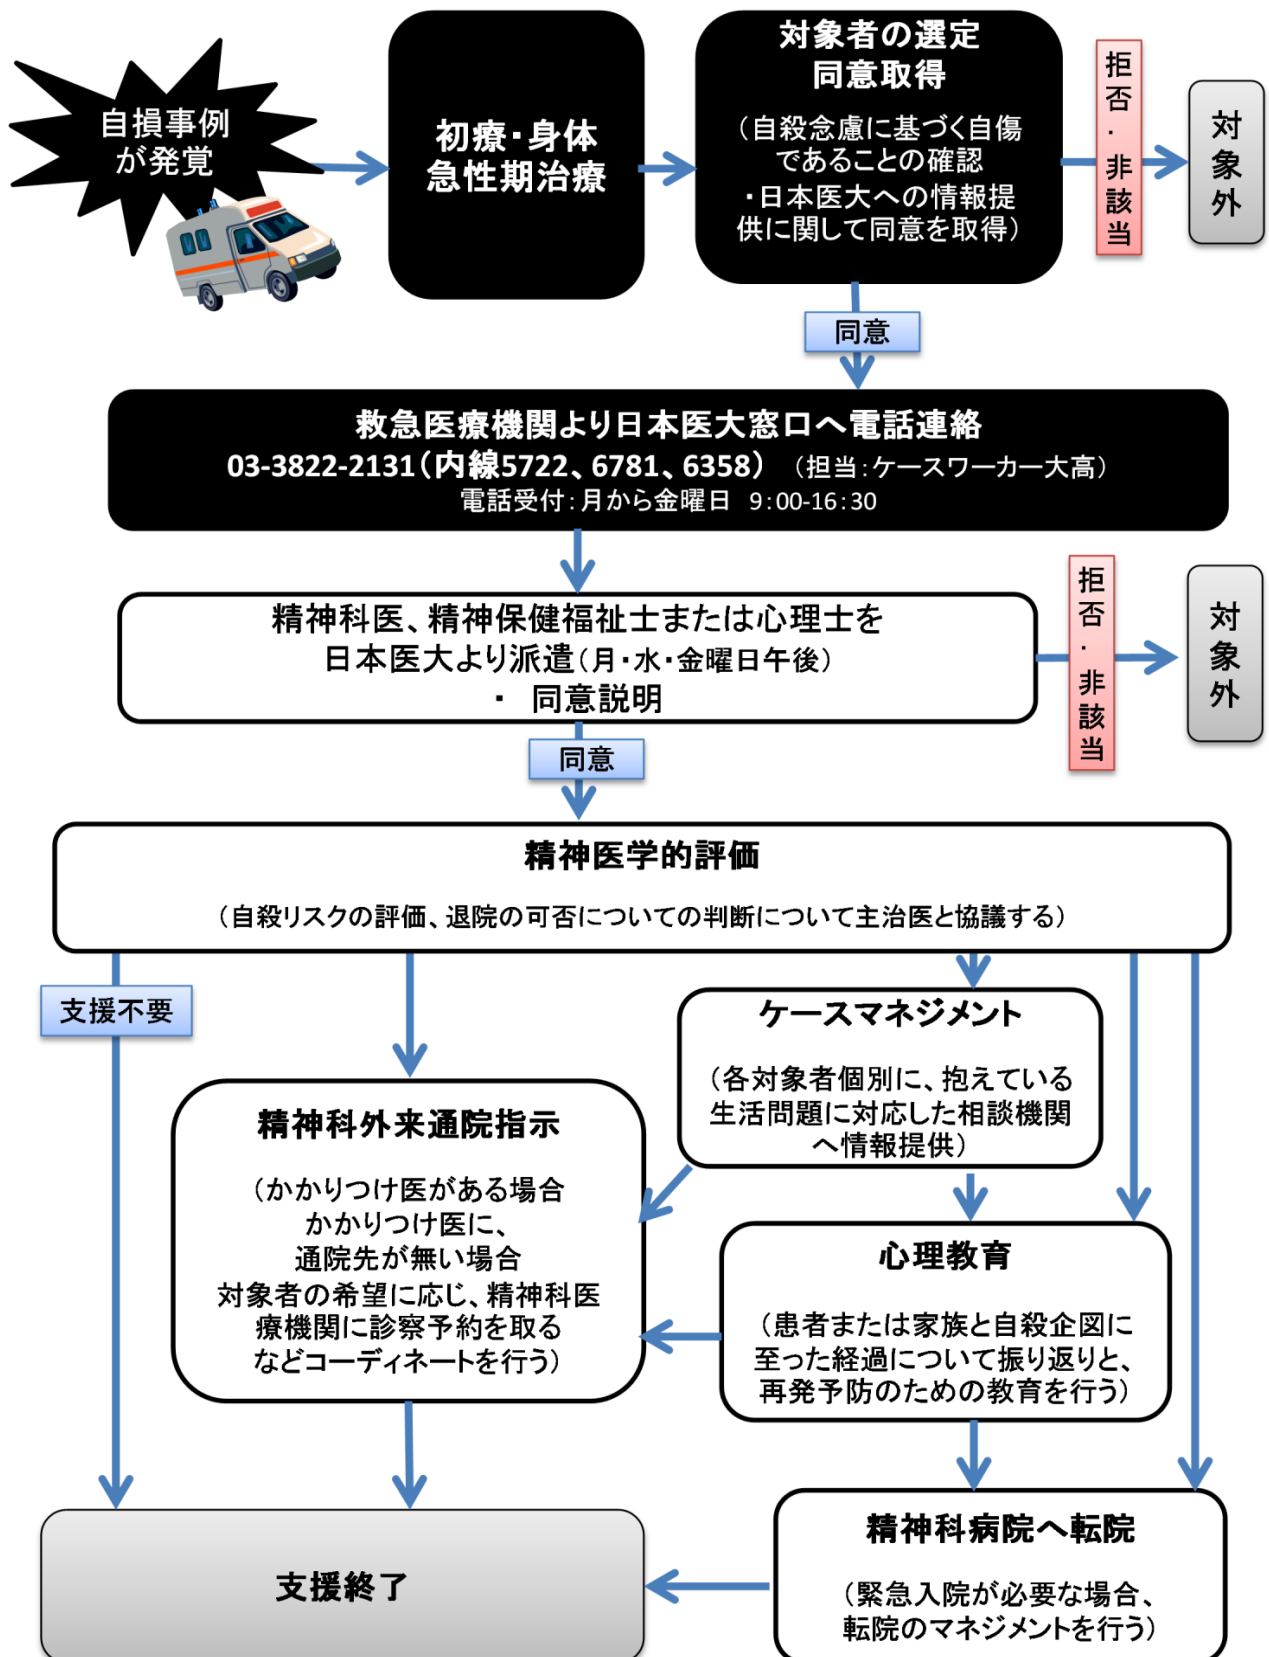 自損事例
が発覚
初療・身体
急性期治療
対象者の選定
同意取得
（自殺念慮に基づく自傷
であることの確認
・日本医大への情報提
供に関して同意を取得）
拒否・非該当
対象外
同意
救急医療機関より日本医大窓口へ電話連絡
03-3822-2131（内線5722、6781、6358）　（担当：ケースワーカー大高）
電話受付：月から金曜日　9：00-16：30
精神科医、精神保健福祉士または心理士を
日本医大より派遣（月・水・金曜日午後）
・　同意説明
拒否・非該当
対象外
同意
精神医学的評価
（自殺リスクの評価、退院の可否についての判断について主治医と協議する）
支援不要
ケースマネジメント
（各対象者個別に、抱えている
生活問題に対応した相談機関
へ情報提供）
精神科外来通院指示
（かかりつけ医がある場合
かかりつけ医に、
通院先が無い場合
対象者の希望に応じ、精神科医
療機関に診察予約を取る
などコーディネートを行う）
心理教育
（患者または家族と自殺企図に
至った経過について振り返りと、
再発予防のための教育を行う）
精神科病院へ転院
（緊急入院が必要な場合、
転院のマネジメントを行う）
支援終了